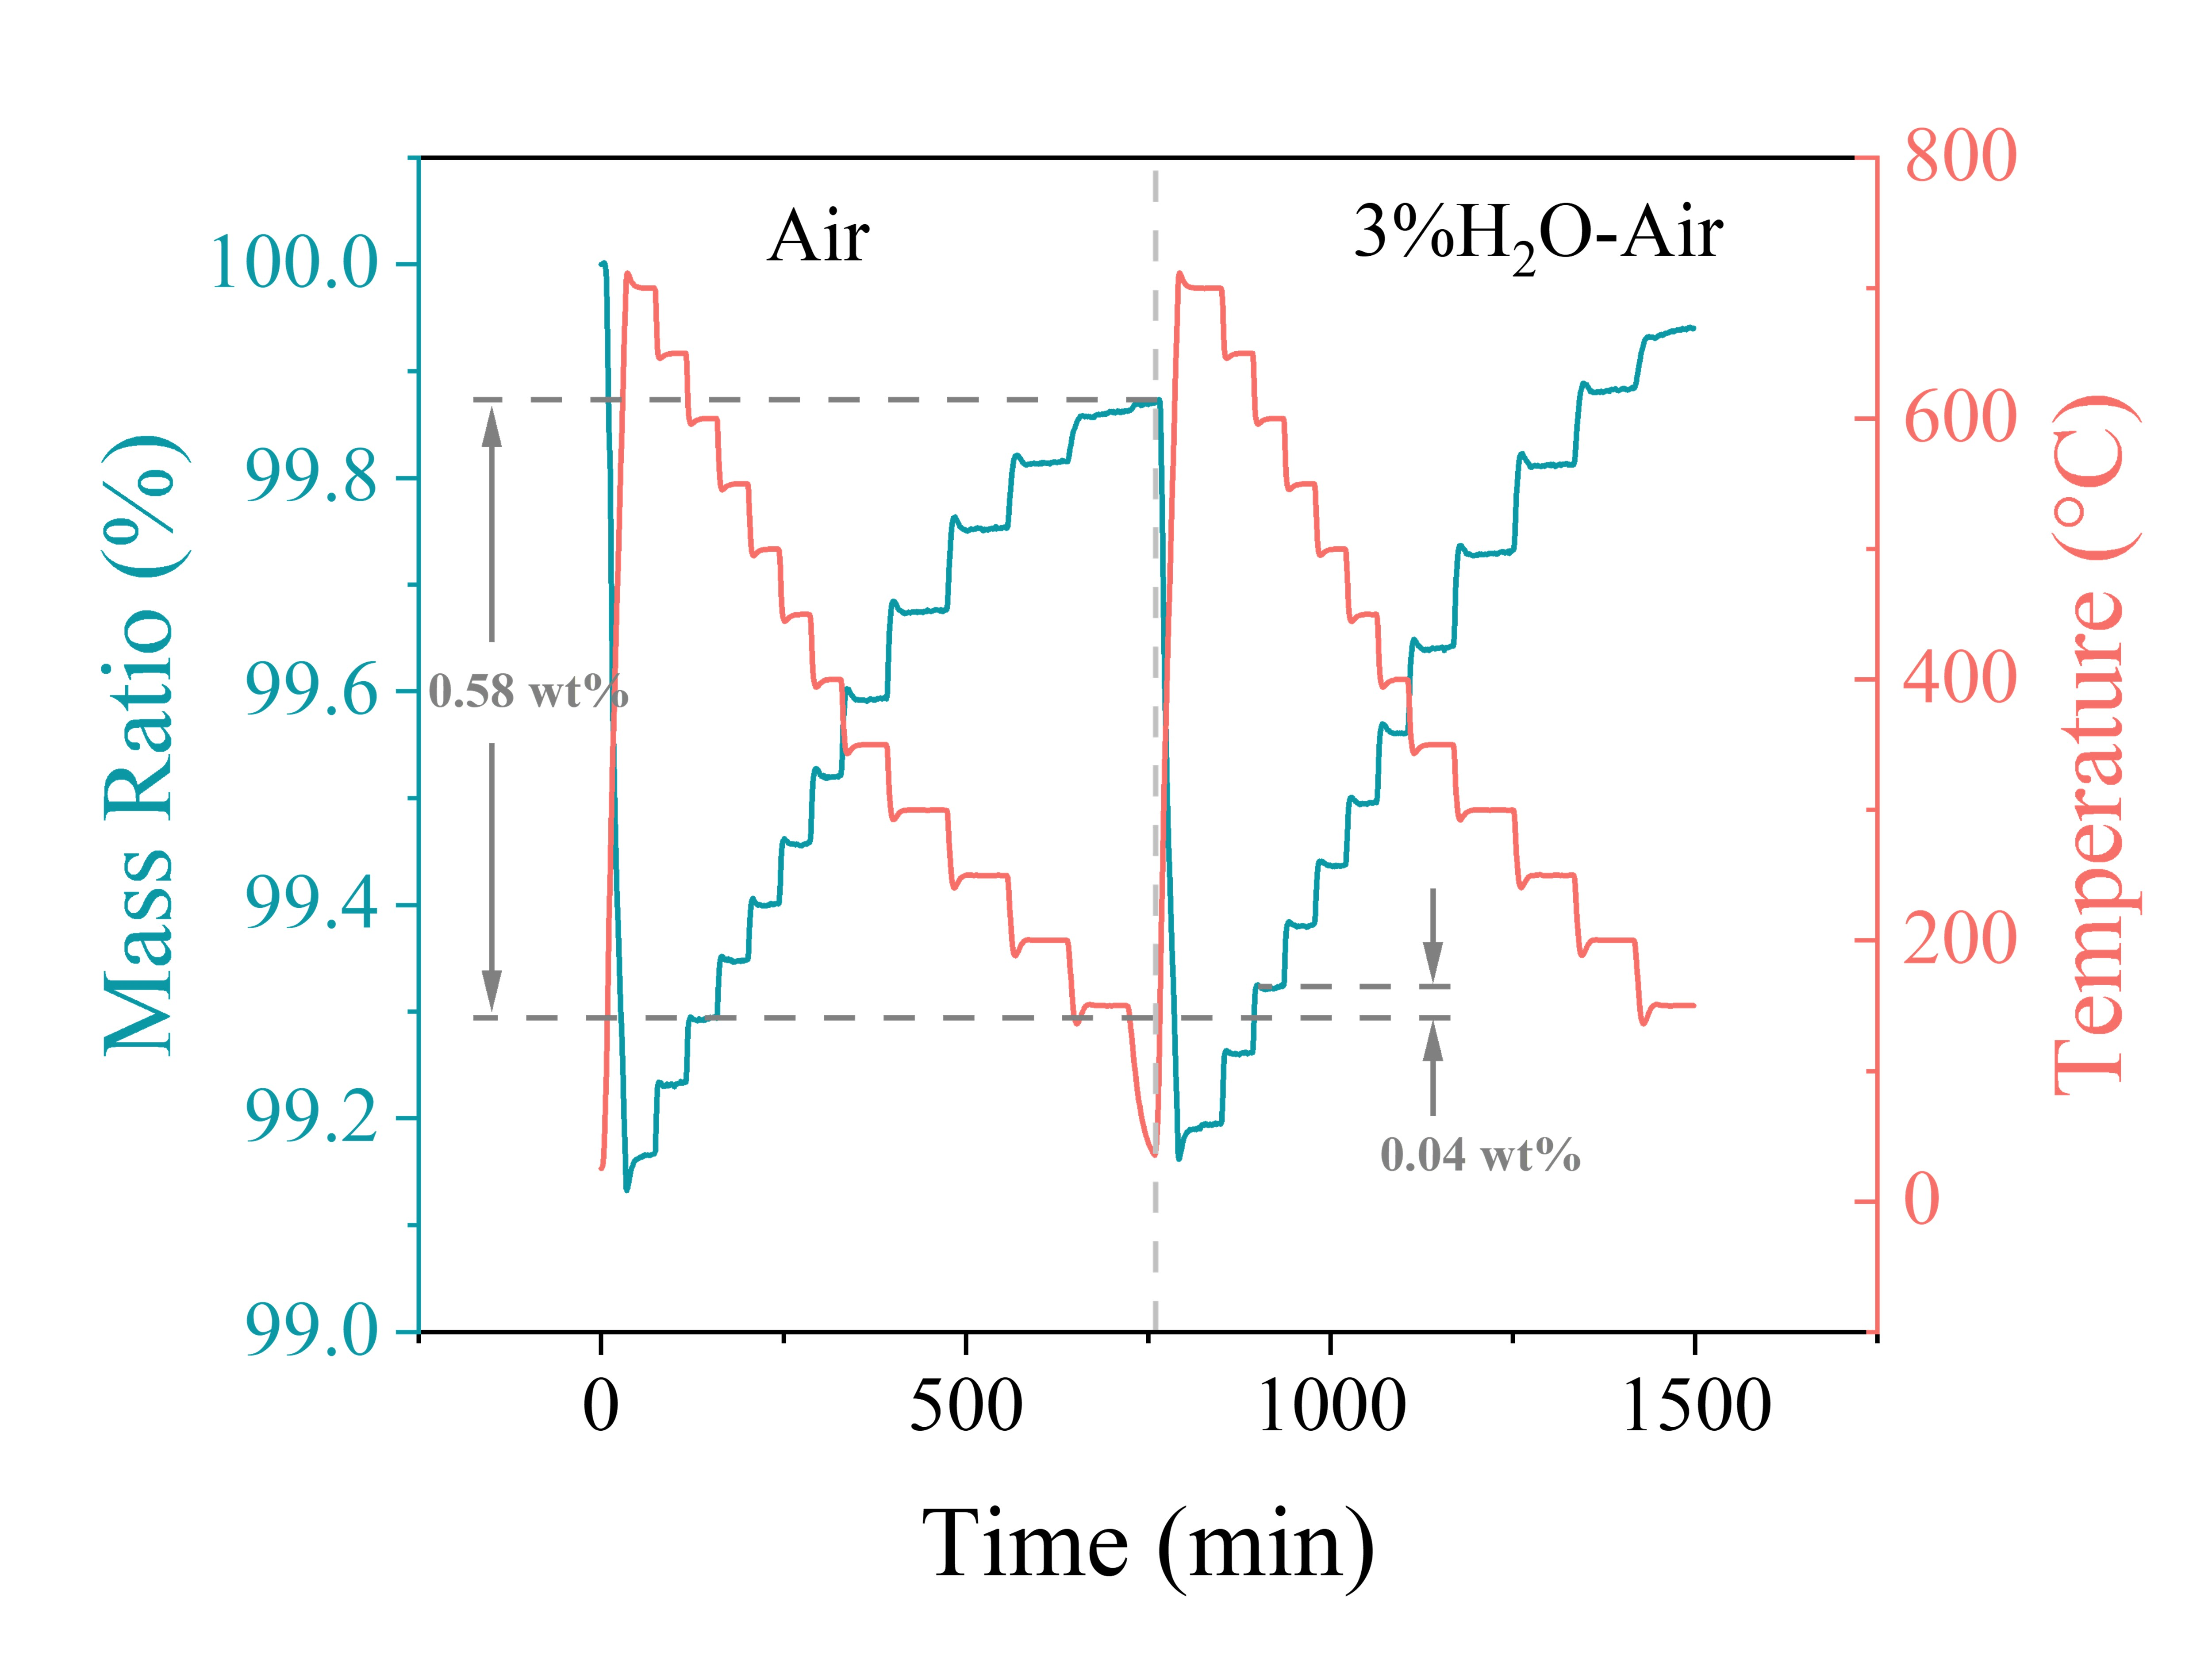 Air
3%H₂O-Air
800
100.0
600
99.8
400
99.6
0.58 wt%
99.4
200
99.2
0.04 wt%
0
99.0
0
500
1000
1500
Mass Ratio (%)
Temperature (°C)
Time (min)